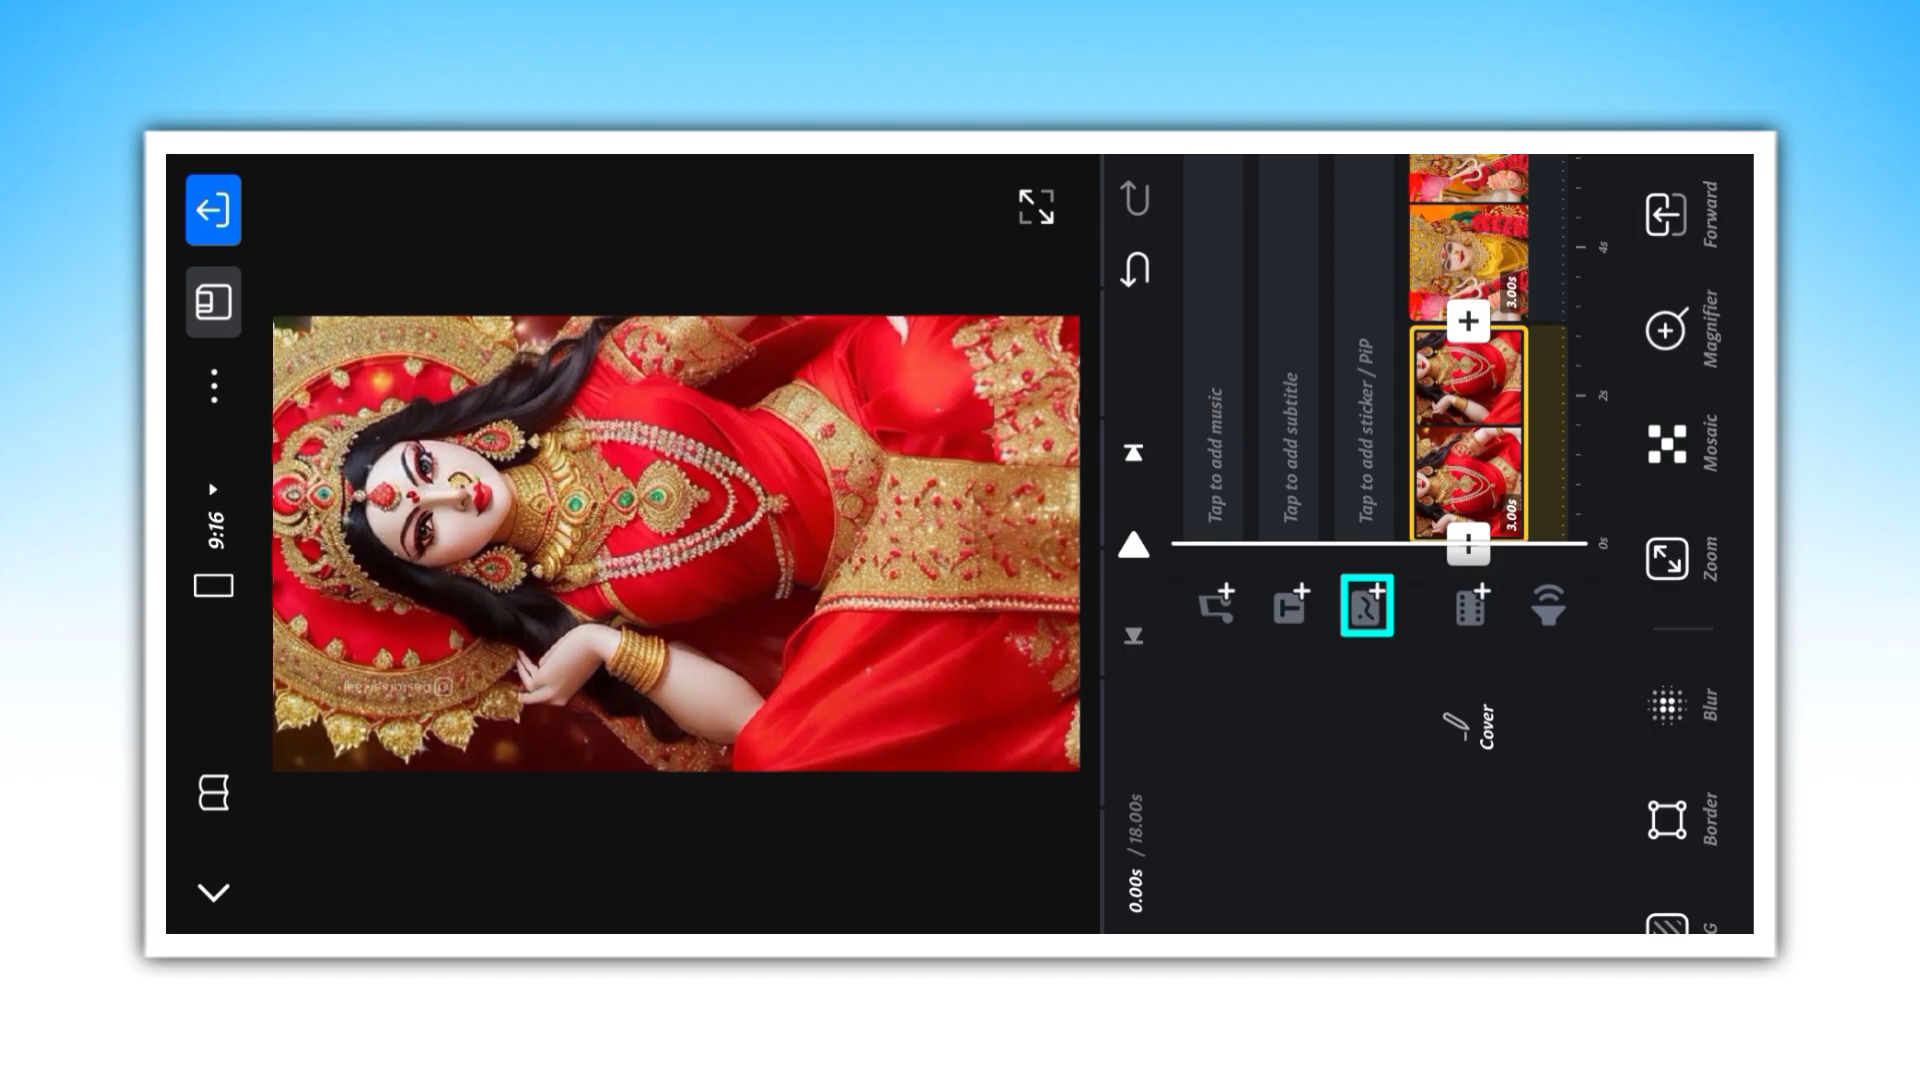 9:16
0.00s / 18.00s
Tap to add music
Tap to add subtitle
Tap to add sticker / PiP
Cover
3.00s
3.00s
0s
2s
4s
G
Border
Blur
Zoom
Mosaic
Magnifier
Forward